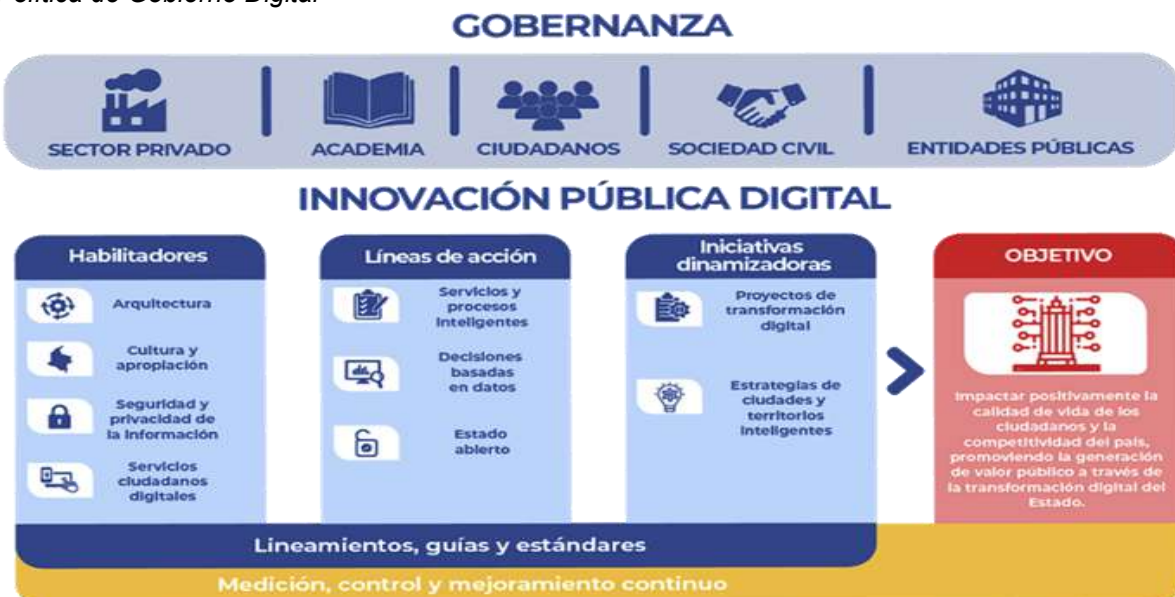 GOBERNANZA
SECTOR PRIVADO
ACADEMIA
CIUDADANOS
SOCIEDAD CIVIL
ENTIDADES PÚBLICAS
INNOVACIÓN PÚBLICA DIGITAL
Habilitadores
Arquitectura
Cultura y
apropiación
Seguridad y
privacidad de
la Información
Servicios
ciudadanos
digitales
Líneas de acción
Servicios y
procesos
Inteligentes
Decisiones
basadas
en datos
Estado
abierto
Iniciativas
dinamizadoras
Proyectos de
transformación
digital
Estrategias de
ciudades y
territorios
Inteligentes
OBJETIVO
Impactar positivamente la
calidad de vida de los
ciudadanos y la
competitividad del país,
promoviendo la generación
de valor público a través de
la transformación digital del
Estado.
Lineamientos, guías y estándares
Medición, control y mejoramiento continuo